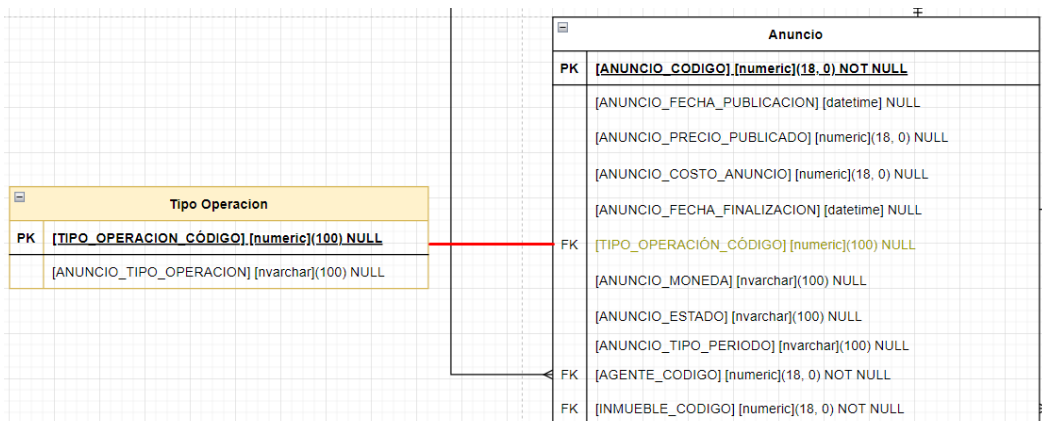 Tipo Operacion
PK [TIPO_OPERACION_CÓDIGO] [numeric](100) NULL
[ANUNCIO_TIPO_OPERACION] [nvarchar](100) NULL
Anuncio
PK [ANUNCIO_CODIGO] [numeric](18, 0) NOT NULL
[ANUNCIO_FECHA_PUBLICACION] [datetime] NULL
[ANUNCIO_PRECIO_PUBLICADO] [numeric](18, 0) NULL
[ANUNCIO_COSTO_ANUNCIO] [numeric](18, 0) NULL
[ANUNCIO_FECHA_FINALIZACION] [datetime] NULL
FK [TIPO_OPERACIÓN_CÓDIGO] [numeric](100) NULL
[ANUNCIO_MONEDA] [nvarchar](100) NULL
[ANUNCIO_ESTADO] [nvarchar](100) NULL
[ANUNCIO_TIPO_PERIODO] [nvarchar](100) NULL
FK [AGENTE_CODIGO] [numeric](18, 0) NOT NULL
FK [INMUEBLE_CODIGO] [numeric](18, 0) NOT NULL